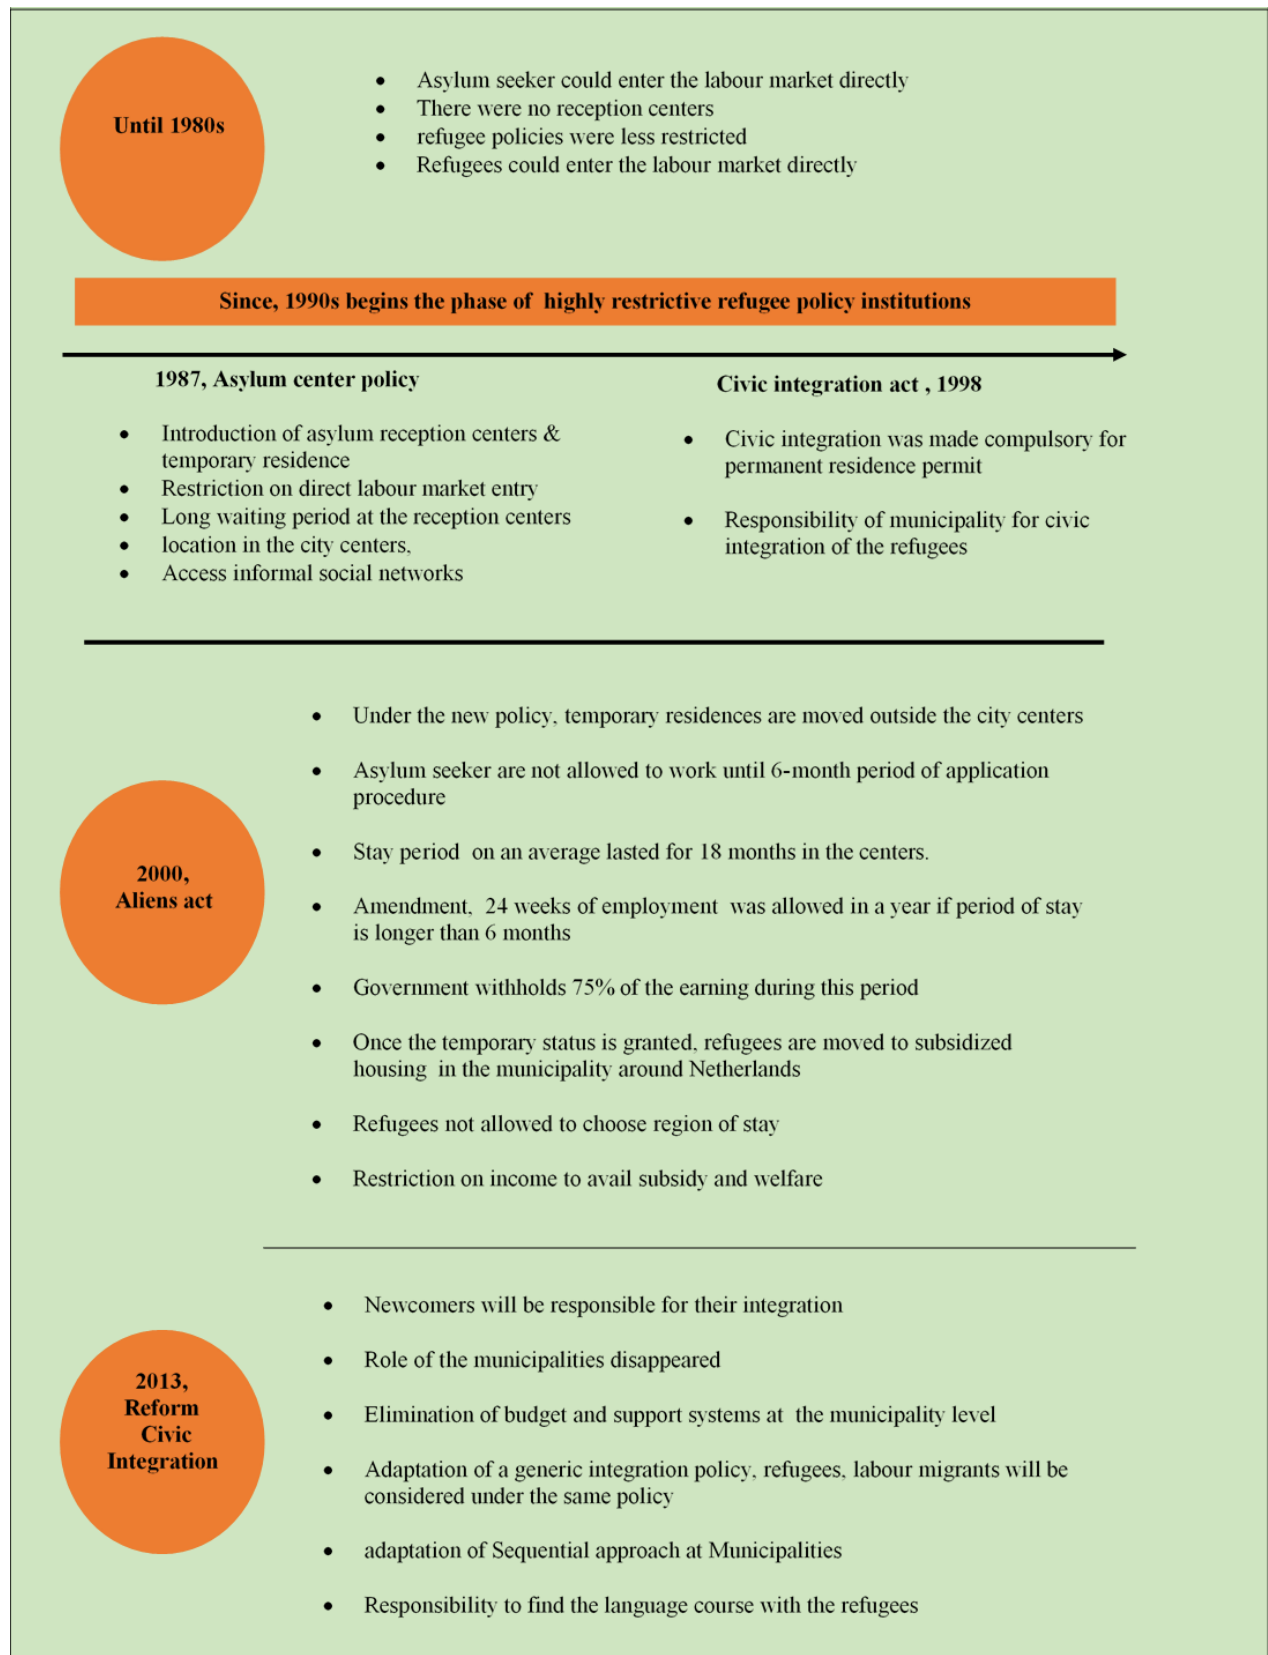 Until 1980s
• Asylum seeker could enter the labour market directly
• There were no reception centers
• refugee policies were less restricted
• Refugees could enter the labour market directly
Since, 1990s begins the phase of highly restrictive refugee policy institutions
1987, Asylum center policy
• Introduction of asylum reception centers &
temporary residence
• Restriction on direct labour market entry
• Long waiting period at the reception centers
• location in the city centers,
• Access informal social networks
Civic integration act , 1998
• Civic integration was made compulsory for
permanent residence permit
• Responsibility of municipality for civic
integration of the refugees
2000,
Aliens act
• Under the new policy, temporary residences are moved outside the city centers
• Asylum seeker are not allowed to work until 6-month period of application
procedure
• Stay period on an average lasted for 18 months in the centers.
• Amendment, 24 weeks of employment was allowed in a year if period of stay
is longer than 6 months
• Government withholds 75% of the earning during this period
• Once the temporary status is granted, refugees are moved to subsidized
housing in the municipality around Netherlands
• Refugees not allowed to choose region of stay
• Restriction on income to avail subsidy and welfare
2013,
Reform
Civic
Integration
• Newcomers will be responsible for their integration
• Role of the municipalities disappeared
• Elimination of budget and support systems at the municipality level
• Adaptation of a generic integration policy, refugees, labour migrants will be
considered under the same policy
• adaptation of Sequential approach at Municipalities
• Responsibility to find the language course with the refugees